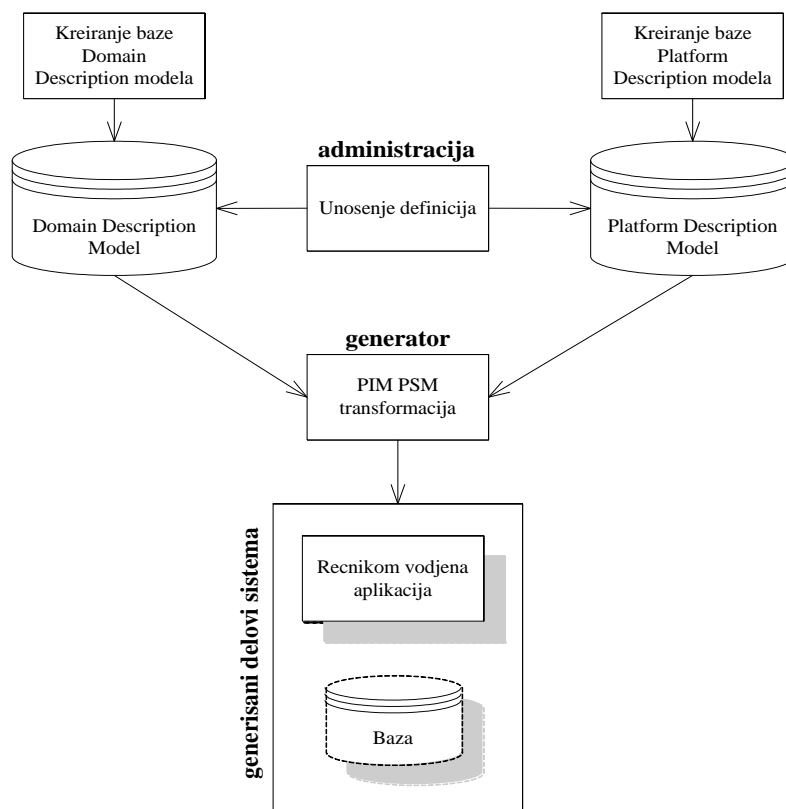 Kreiranje baze
Domain
Description modela
Kreiranje baze
Platform
Description modela
administracija
Unosenje definicija
Domain Description
Model
Platform Description
Model
generator
PIM PSM
transformacija
generisani delovi sistema
Recnikom vodjena
aplikacija
Baza